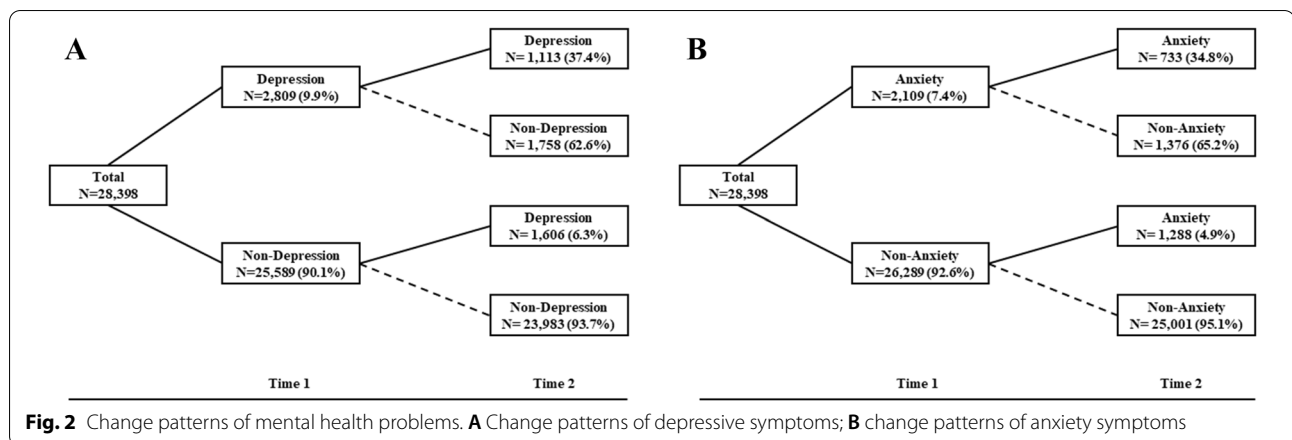 A
Depression
N= 1,113 (37.4%)
Depression
N=2,809 (9.9%)
Non-Depression
N= 1,758 (62.6%)
Total
N=28,398
Depression
N= 1,606 (6.3%)
Non-Depression
N=25,589 (90.1%)
Non-Depression
N= 23,983 (93.7%)
Time 1
Time 2
B
Anxiety
N= 733 (34.8%)
Anxiety
N=2,109 (7.4%)
Non-Anxiety
N= 1,376 (65.2%)
Total
N=28,398
Anxiety
N= 1,288 (4.9%)
Non-Anxiety
N=26,289 (92.6%)
Non-Anxiety
N= 25,001 (95.1%)
Time 1
Time 2
Fig. 2 Change patterns of mental health problems. A Change patterns of depressive symptoms; B change patterns of anxiety symptoms